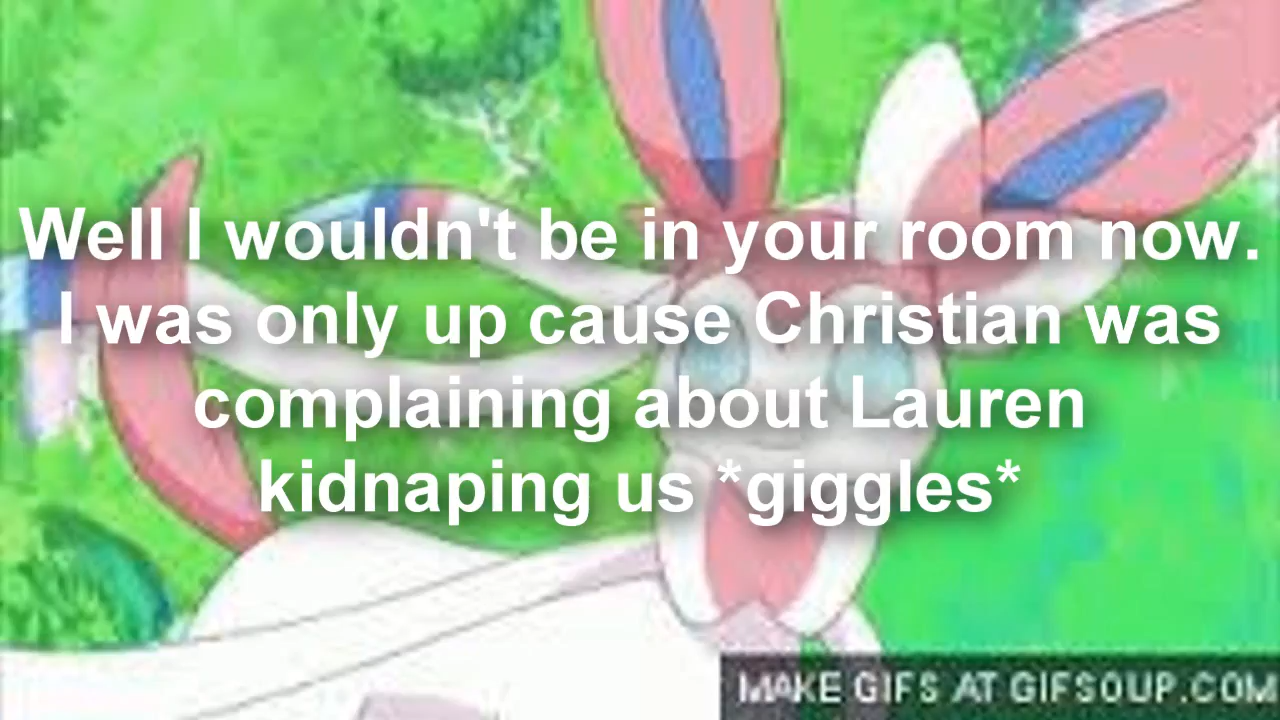 Well I wouldn't be in your room now.
I was only up cause Christian was
complaining about Lauren
kidnaping us *giggles*
MAKE GIFS AT GIFSOUP.COM